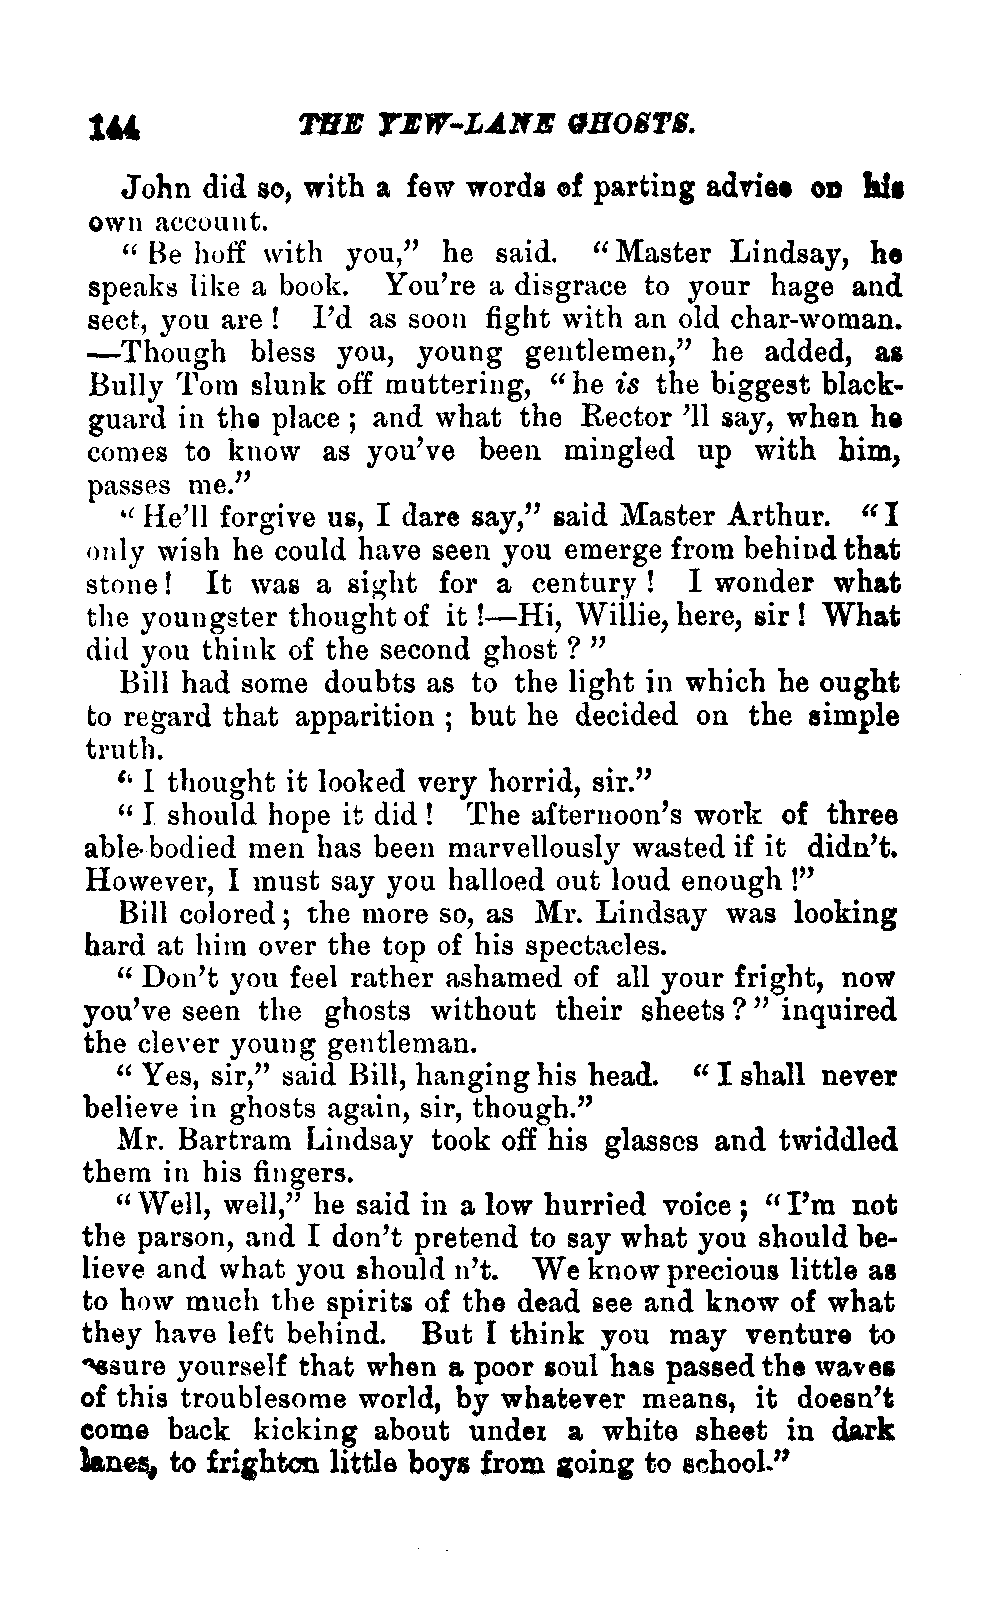 144 THE YEW-LANE GHOSTS.
John did so, with a few words of parting advice on his
own account.
"Be hoff with you," he said. "Master Lindsay, he
speaks like a book. You're a disgrace to your hage and
sect, you are! I'd as soon fight with an old char-woman.
—Though bless you, young gentlemen," he added, as
Bully Tom slunk off muttering, "he is the biggest black-
guard in the place; and what the Rector 'll say, when he
comes to know as you've been mingled up with him,
passes me."
"He'll forgive us, I dare say," said Master Arthur. "I
only wish he could have seen you emerge from behind that
stone! It was a sight for a century! I wonder what
the youngster thought of it!—Hi, Willie, here, sir! What
did you think of the second ghost?"
Bill had some doubts as to the light in which he ought
to regard that apparition; but he decided on the simple
truth.
"I thought it looked very horrid, sir."
"I should hope it did! The afternoon's work of three
able-bodied men has been marvellously wasted if it didn't.
However, I must say you halloed out loud enough!"
Bill colored; the more so, as Mr. Lindsay was looking
hard at him over the top of his spectacles.
"Don't you feel rather ashamed of all your fright, now
you've seen the ghosts without their sheets?" inquired
the clever young gentleman.
"Yes, sir," said Bill, hanging his head. "I shall never
believe in ghosts again, sir, though."
Mr. Bartram Lindsay took off his glasses and twiddled
them in his fingers.
"Well, well," he said in a low hurried voice; "I'm not
the parson, and I don't pretend to say what you should be-
lieve and what you should n't. We know precious little as
to how much the spirits of the dead see and know of what
they have left behind. But I think you may venture to
assure yourself that when a poor soul has passed the waves
of this troublesome world, by whatever means, it doesn't
come back kicking about under a white sheet in dark
lanes, to frighten little boys from going to school."